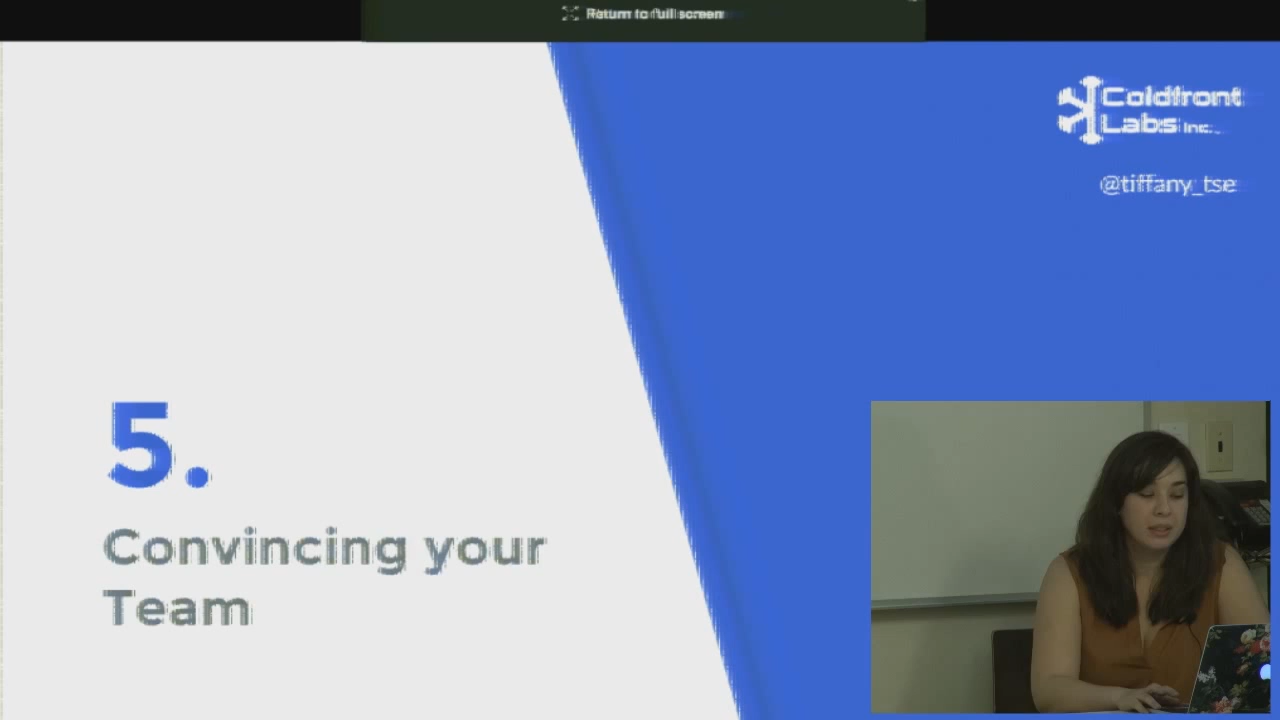 Return to full screen
Coldfront
Labs Inc.
@tiffany_tse
5.
Convincing your
Team